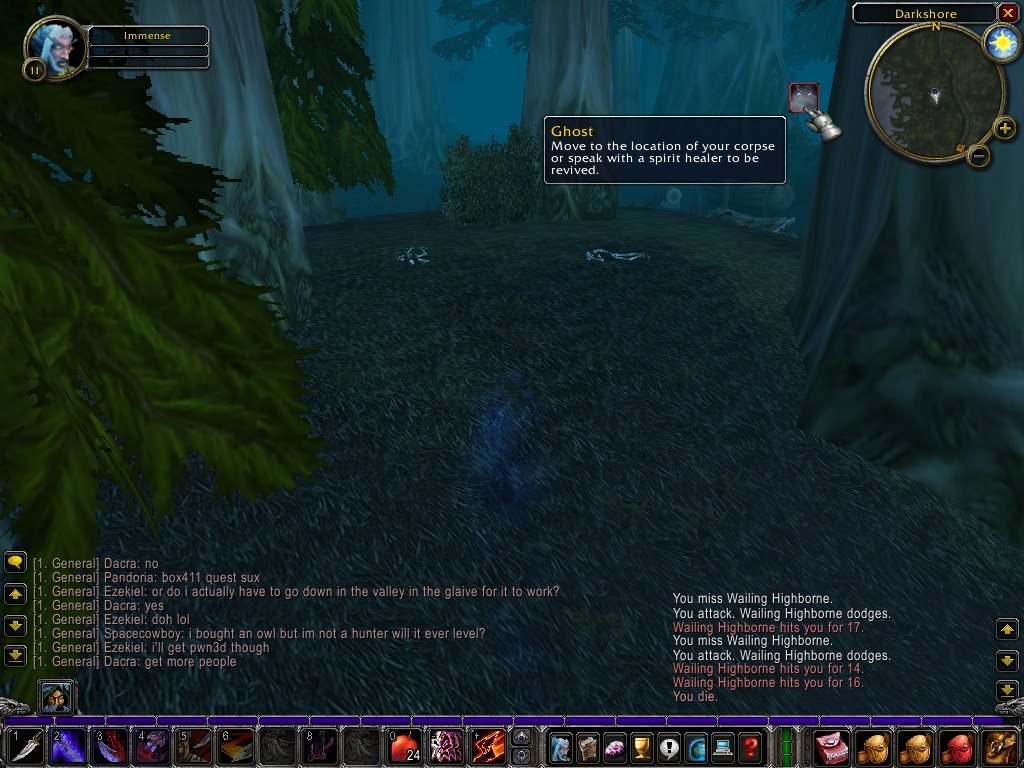 Immense
11
Darkshore
N
Ghost
Move to the location of your corpse
or speak with a spirit healer to be
revived.
[1. General] Dacra: no
[1. General] Pandoria: box411 quest sux
[1. General] Ezekiel: or do i actually have to go down in the valley in the glaive for it to work?
[1. General] Dacra: yes
[1. General] Ezekiel: doh lol
[1. General] Spacecowboy: i bought an owl but im not a hunter will it ever level?
[1. General] Ezekiel: i'll get pwn3d though
[1. General] Dacra: get more people
You miss Wailing Highborne.
You attack. Wailing Highborne dodges.
Wailing Highborne hits you for 17.
You miss Wailing Highborne.
You attack. Wailing Highborne dodges.
Wailing Highborne hits you for 14.
Wailing Highborne hits you for 16.
You die.
1 2 3 4 5 6 8 0 24